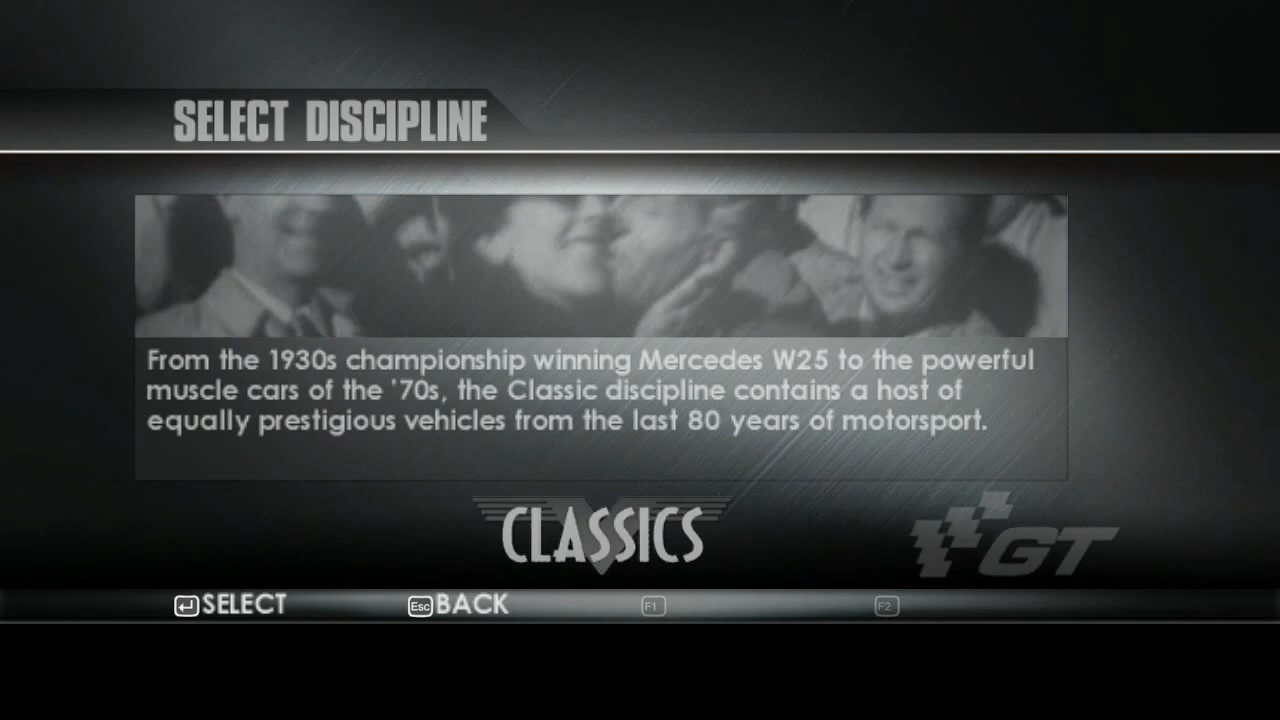 SELECT DISCIPLINE
From the 1930s championship winning Mercedes W25 to the powerful
muscle cars of the '70s, the Classic discipline contains a host of
equally prestigious vehicles from the last 80 years of motorsport.
CLASSICS
GT
SELECT
Esc BACK
F1
F2